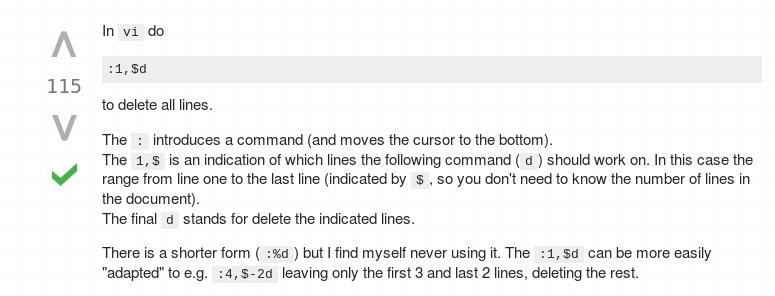 In vi do
:1,$d
115
to delete all lines.
The : introduces a command (and moves the cursor to the bottom).
The 1,$ is an indication of which lines the following command ( d ) should work on. In this case the
range from line one to the last line (indicated by $ , so you don't need to know the number of lines in
the document).
The final d stands for delete the indicated lines.
There is a shorter form ( :%d ) but I find myself never using it. The :1,$d can be more easily
"adapted" to e.g. :4,$-2d leaving only the first 3 and last 2 lines, deleting the rest.